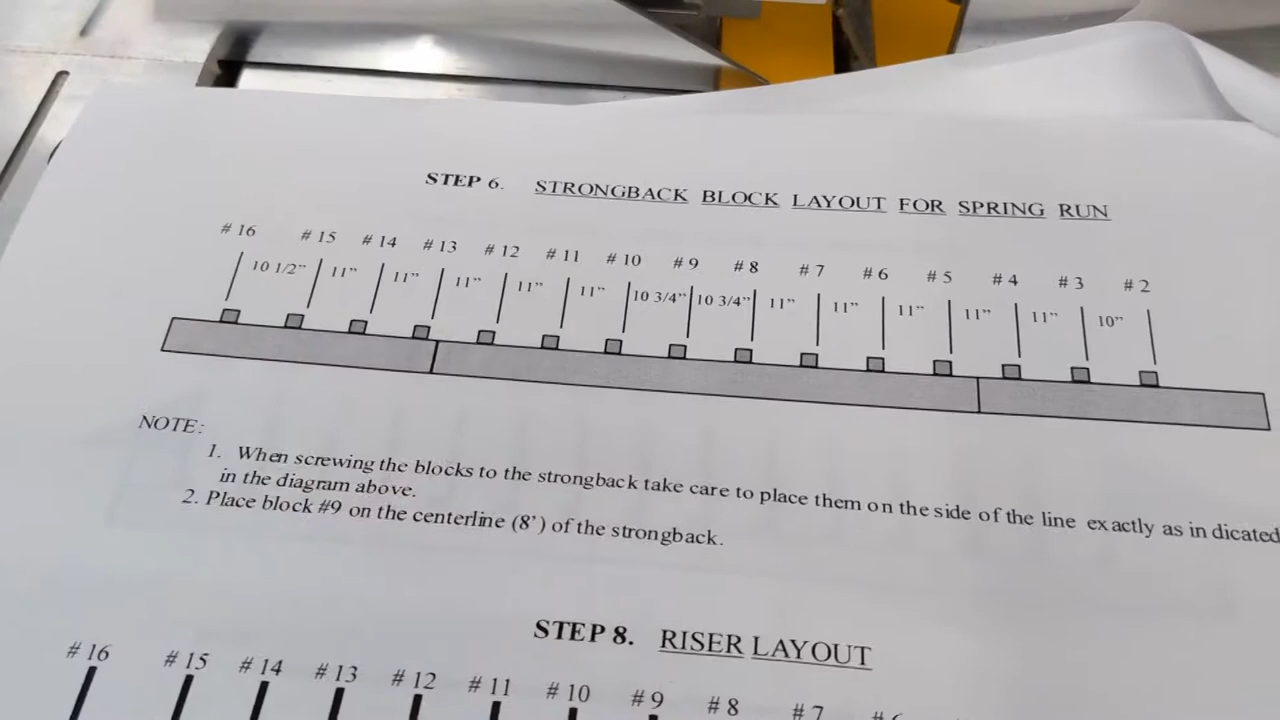 STEP 6. STRONGBACK BLOCK LAYOUT FOR SPRING RUN
# 16 # 15 # 14 # 13 # 12 # 11 # 10 # 9 # 8 # 7 # 6 # 5 # 4 # 3 # 2
10 1/2” 11” 11” 11” 11” 11” 10 3/4” 10 3/4” 11” 11” 11” 11” 11” 10”
NOTE:
1. When screwing the blocks to the strongback take care to place them on the side of the line exactly as indicated
in the diagram above.
2. Place block #9 on the centerline (8’) of the strongback.
STEP 8. RISER LAYOUT
# 16 # 15 # 14 # 13 # 12 # 11 # 10 # 9 # 8 # 7